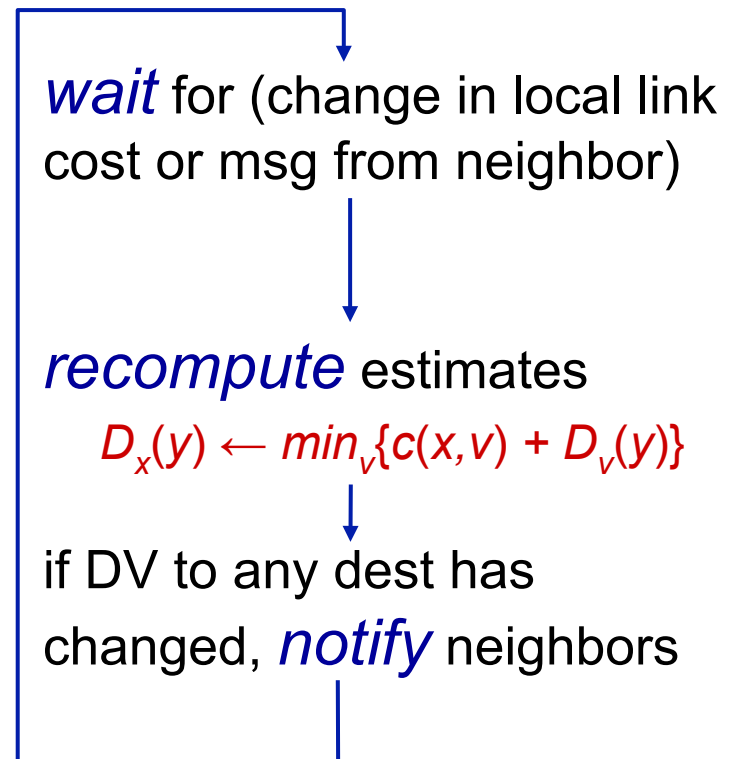 wait for (change in local link
cost or msg from neighbor)
recompute estimates
Dx(y) ← minv{c(x,v) + Dv(y)}
if DV to any dest has
changed, notify neighbors